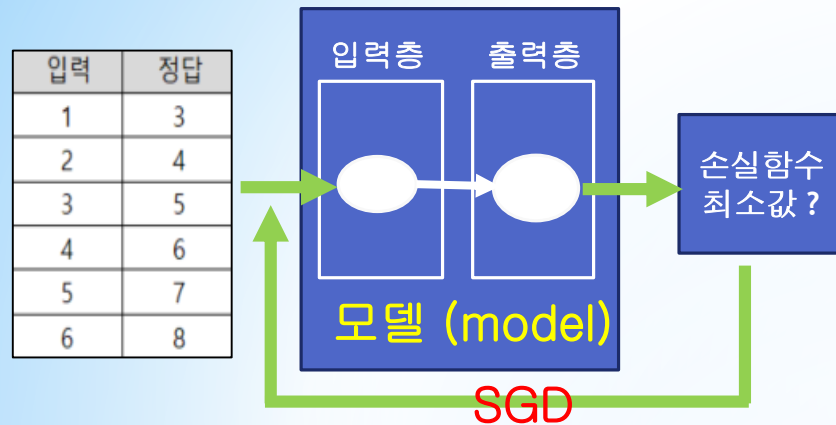 입력 정답
1 3
2 4
3 5
4 6
5 7
6 8
입력층 출력층
모델 (model)
손실함수
최소값 ?
SGD